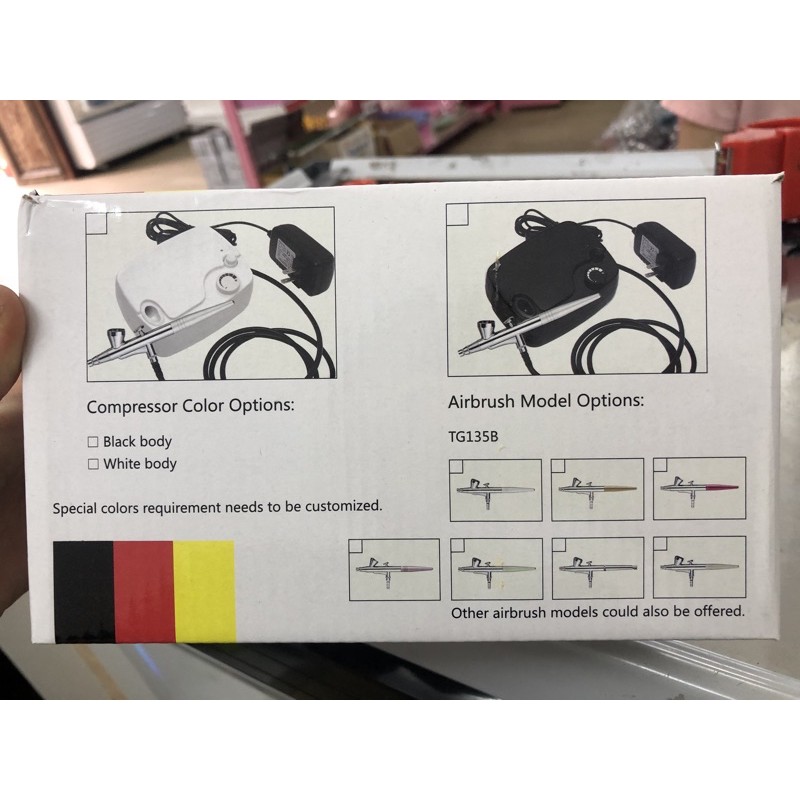 Compressor Color Options:
☐ Black body
☐ White body
Special colors requirement needs to be customized.
Airbrush Model Options:
TG135B
Other airbrush models could also be offered.